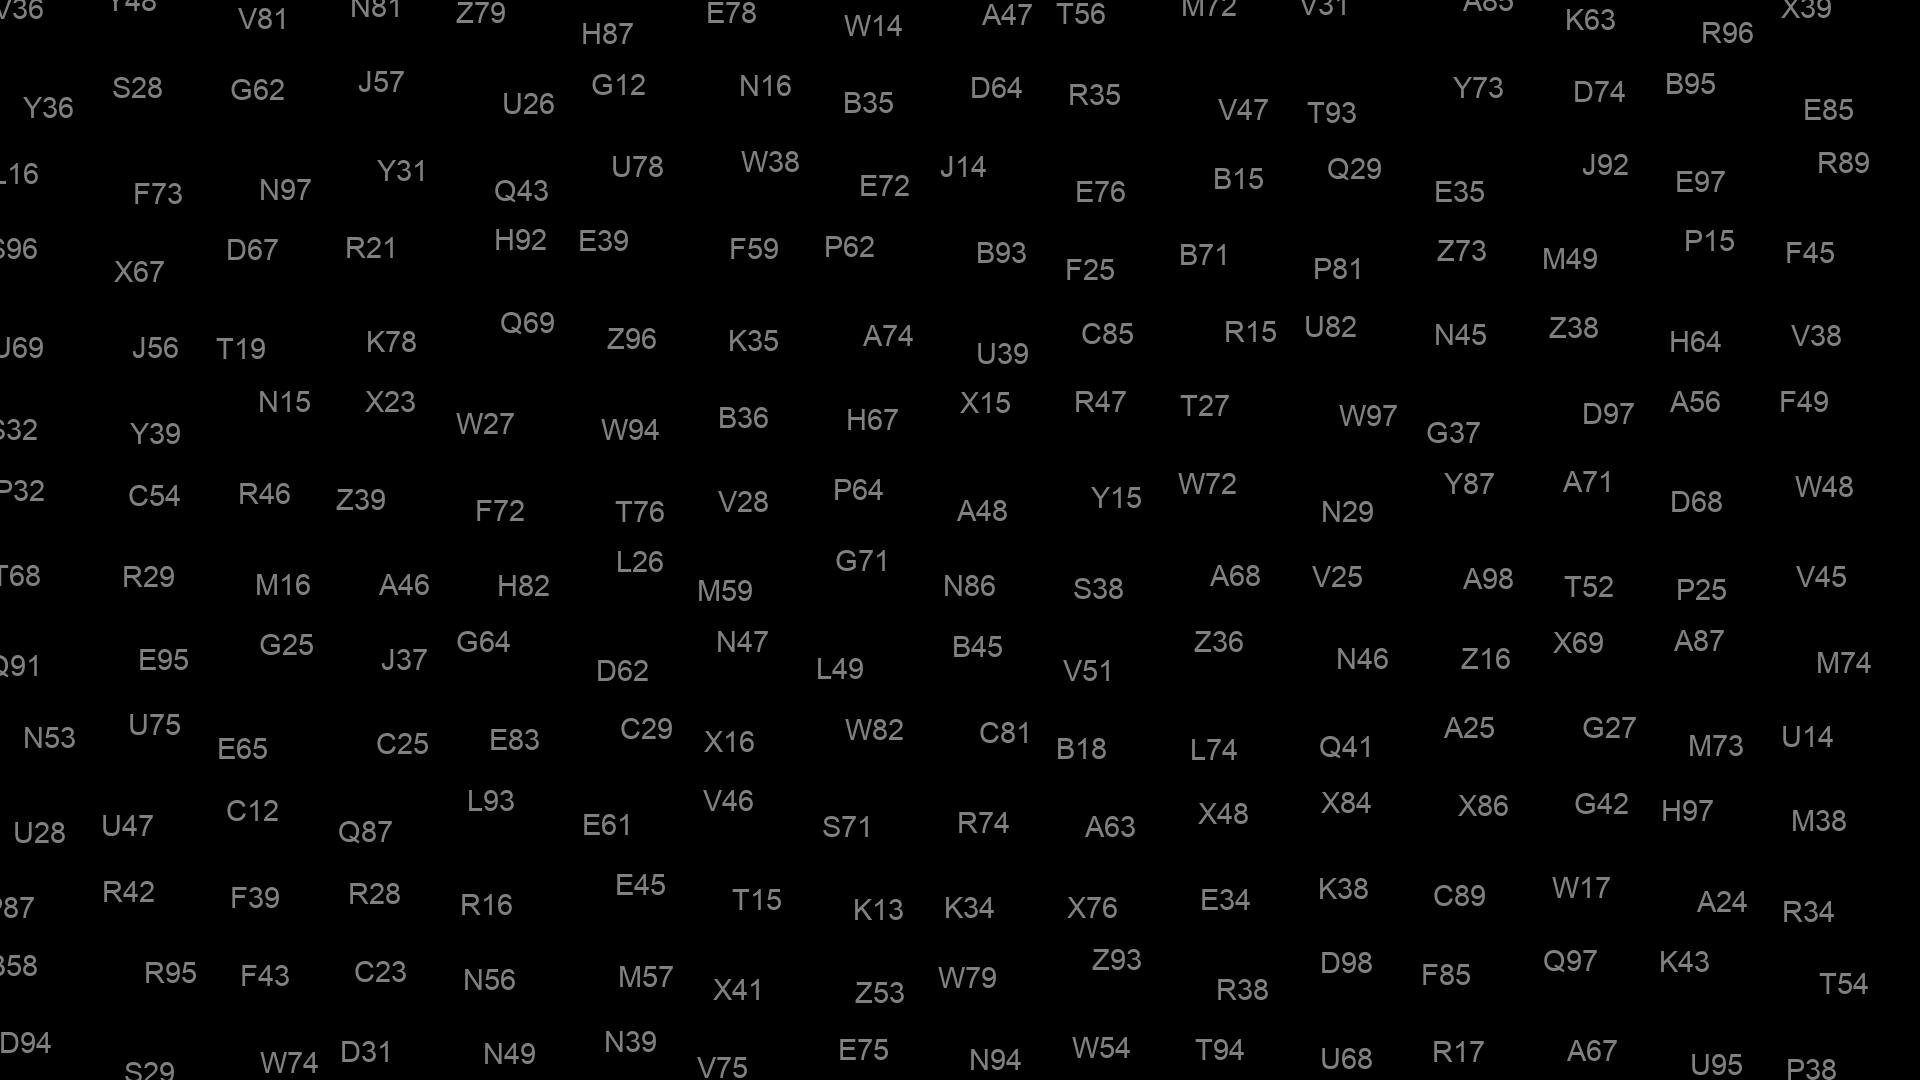 V36 Y48 V81 N81 Z79 H87 E78 W14 A47 T56 M72 V31 A85 K63 R96 X39
Y36 S28 G62 J57 U26 G12 N16 B35 D64 R35 V47 T93 Y73 D74 B95 E85
L16 F73 N97 Y31 Q43 U78 W38 E72 J14 E76 B15 Q29 E35 J92 E97 R89
S96 X67 D67 R21 H92 E39 F59 P62 B93 F25 B71 P81 Z73 M49 P15 F45
U69 J56 T19 K78 Q69 Z96 K35 A74 U39 C85 R15 U82 N45 Z38 H64 V38
S32 Y39 N15 X23 W27 W94 B36 H67 X15 R47 T27 W97 G37 D97 A56 F49
P32 C54 R46 Z39 F72 T76 V28 P64 A48 Y15 W72 N29 Y87 A71 D68 W48
T68 R29 M16 A46 H82 L26 M59 G71 N86 S38 A68 V25 A98 T52 P25 V45
Q91 E95 G25 J37 G64 D62 N47 L49 B45 V51 Z36 N46 Z16 X69 A87 M74
N53 U75 E65 C25 E83 C29 X16 W82 C81 B18 L74 Q41 A25 G27 M73 U14
U28 U47 C12 Q87 L93 E61 V46 S71 R74 A63 X48 X84 X86 G42 H97 M38
R42 F39 R28 R16 E45 T15 K13 K34 X76 E34 K38 C89 W17 A24 R34
R95 F43 C23 N56 M57 X41 Z53 W79 Z93 R38 D98 F85 Q97 K43 T54
D94 S29 W74 D31 N49 N39 V75 E75 N94 W54 T94 U68 R17 A67 U95 P38